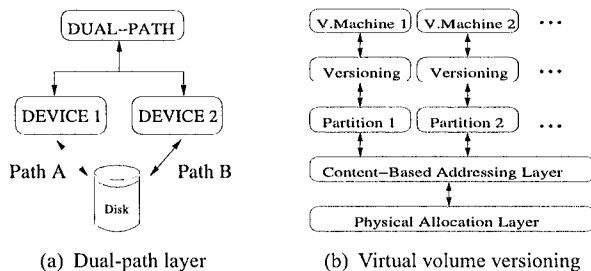 DUAL--PATH
DEVICE 1 DEVICE 2
Path A Path B
Disk
(a) Dual-path layer
V.Machine 1 V.Machine 2 •••
Versioning Versioning •••
Partition 1 Partition 2 •••
Content-Based Addressing Layer
Physical Allocation Layer
(b) Virtual volume versioning